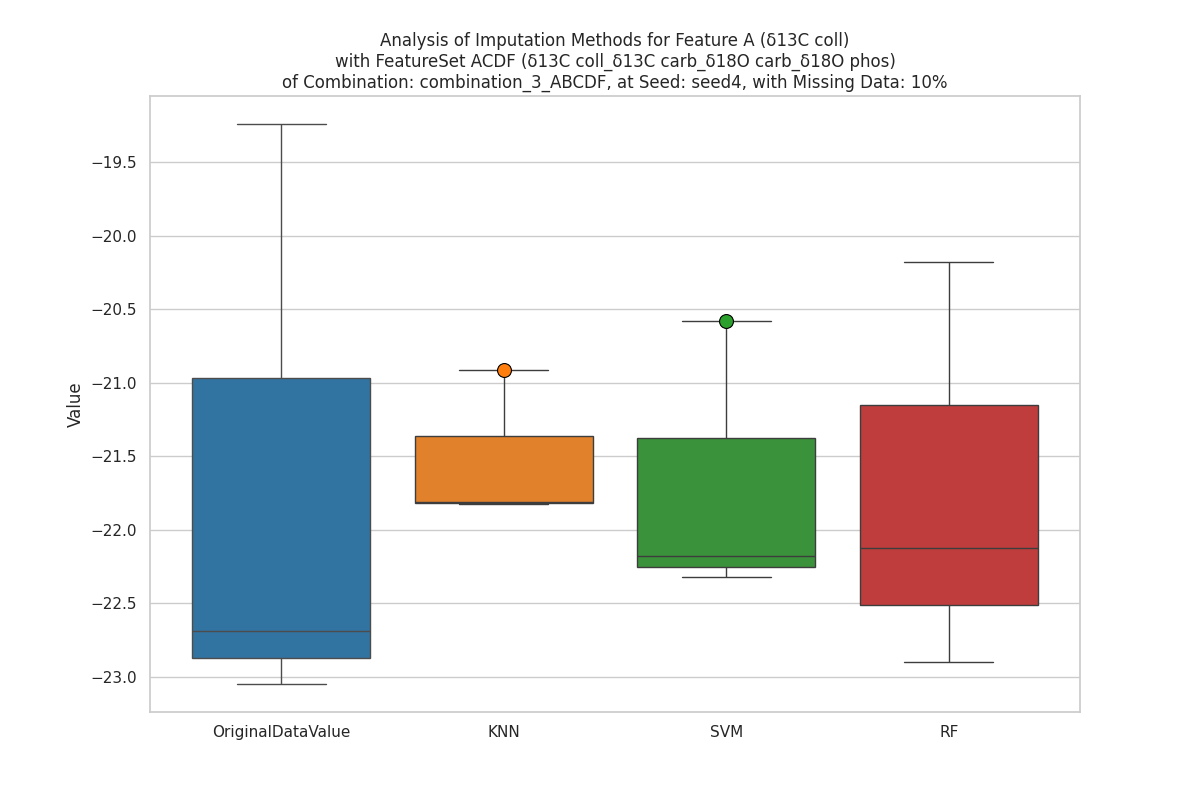 Analysis of Imputation Methods for Feature A (δ13C coll)
with FeatureSet ACDF (δ13C coll_δ13C carb_δ18O carb_δ18O phos)
of Combination: combination_3_ABCDF, at Seed: seed4, with Missing Data: 10%
Value
−19.5
−20.0
−20.5
−21.0
−21.5
−22.0
−22.5
−23.0
OriginalDataValue
KNN
SVM
RF